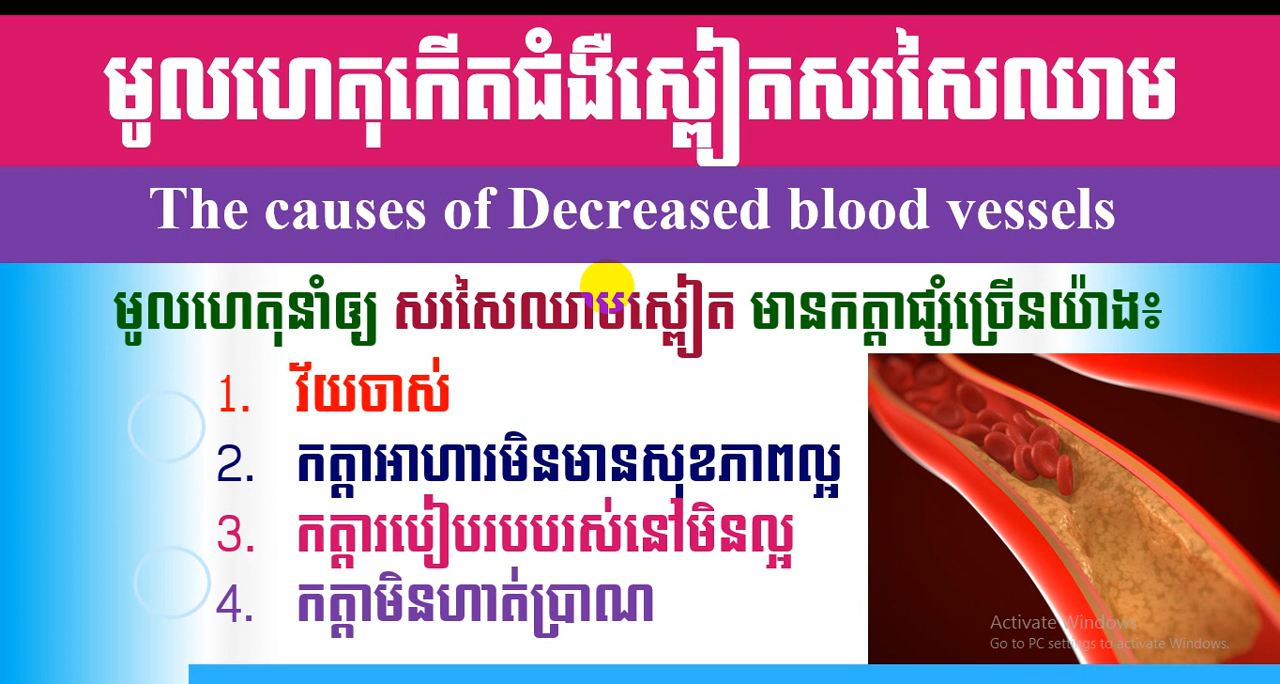 មូលហេតុកើតជំងឺស្ពៀតសរសៃឈាម
The causes of Decreased blood vessels
មូលហេតុនាំឲ្យ សរសៃឈាមស្ពៀត មានកត្តាផ្សំច្រើនយ៉ាង៖
1. វ័យចាស់
2. កត្តាអាហារមិនមានសុខភាពល្អ
3. កត្តារបៀបរបបរស់នៅមិនល្អ
4. កត្តាមិនហាត់ប្រាណ
Activate Windows
Go to PC settings to activate Windows.